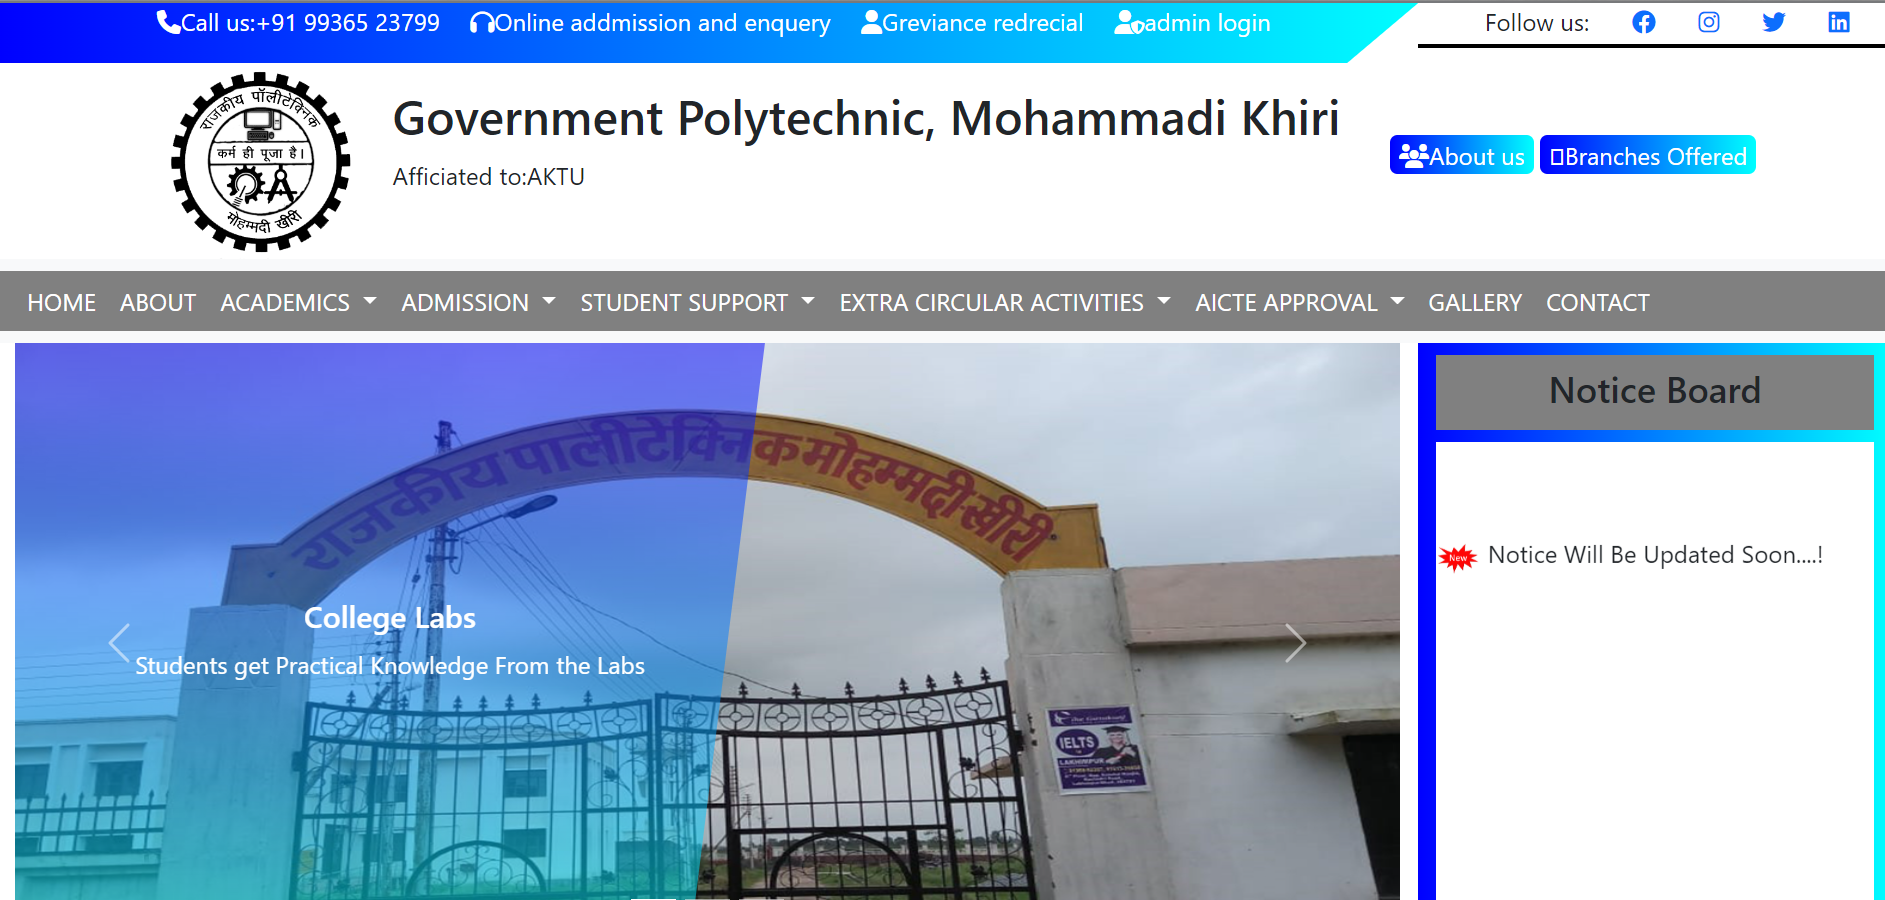 Call us:+91 99365 23799 Online addmission and enquery Greviance redrecial admin login Follow us:
राजकीय पॉलीटेक्निक
कर्म ही पूजा है।
मोहम्मदी खीरी
Government Polytechnic, Mohammadi Khiri
Afficiated to:AKTU
About us Branches Offered
HOME ABOUT ACADEMICS ADMISSION STUDENT SUPPORT EXTRA CIRCULAR ACTIVITIES AICTE APPROVAL GALLERY CONTACT
राजकीय पालीटेक्निक मोहम्मदी-खीरी
College Labs
Students get Practical Knowledge From the Labs
IELTS
LAKHIMPUR
Notice Board
New Notice Will Be Updated Soon....!